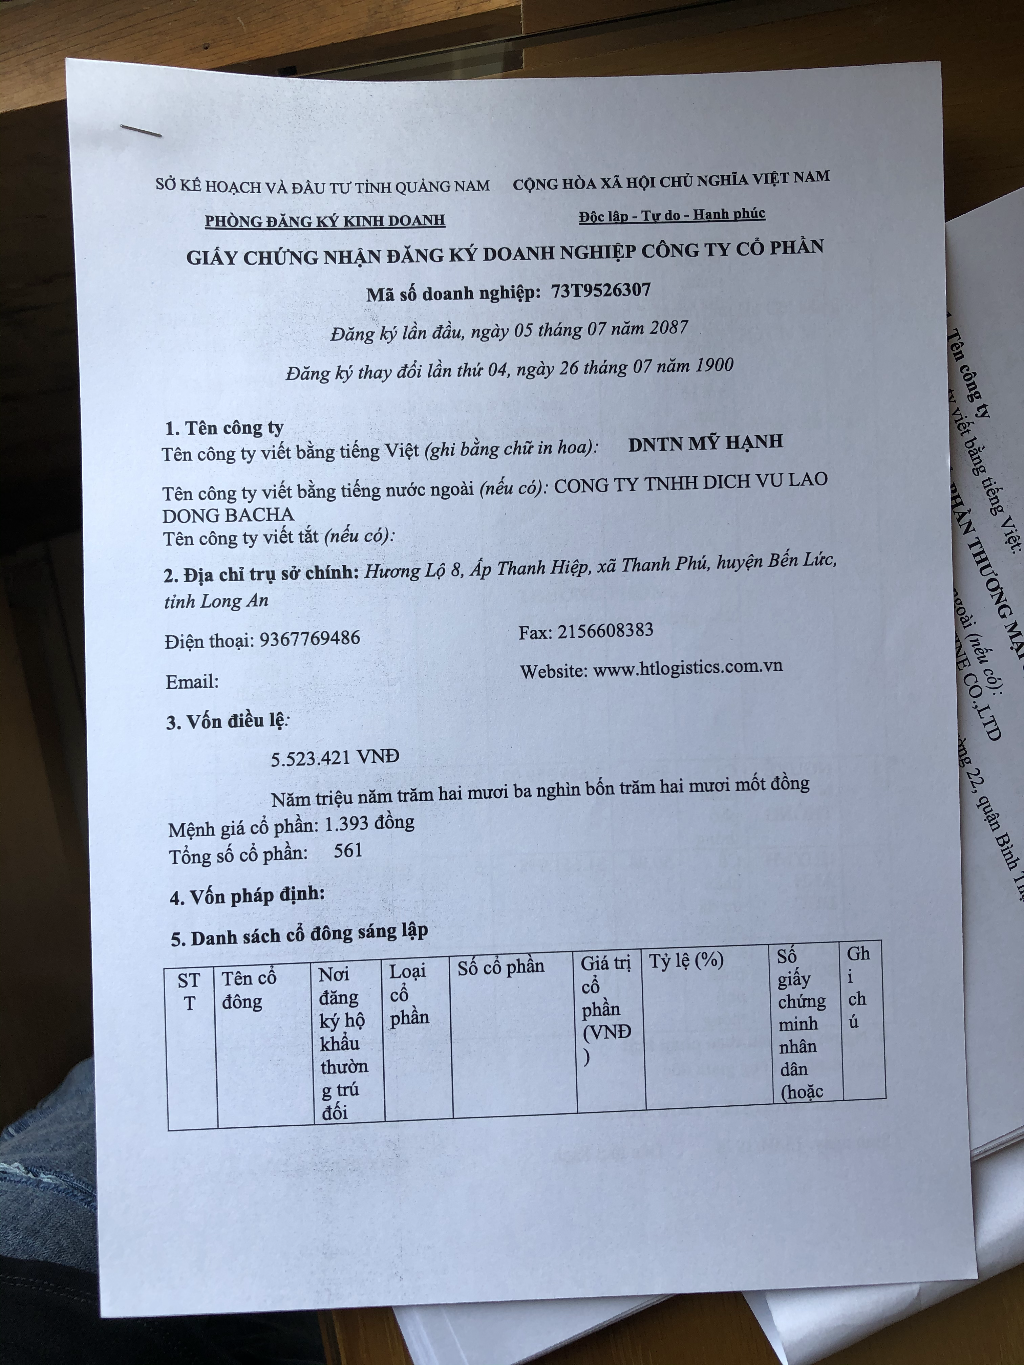 SỞ KẾ HOẠCH VÀ ĐẦU TƯ TỈNH QUẢNG NAM CỘNG HÒA XÃ HỘI CHỦ NGHĨA VIỆT NAM
PHÒNG ĐĂNG KÝ KINH DOANH Độc lập - Tự do - Hạnh phúc
GIẤY CHỨNG NHẬN ĐĂNG KÝ DOANH NGHIỆP CÔNG TY CỔ PHẦN
Mã số doanh nghiệp: 73T9526307
Đăng ký lần đầu, ngày 05 tháng 07 năm 2087
Đăng ký thay đổi lần thứ 04, ngày 26 tháng 07 năm 1900
1. Tên công ty
Tên công ty viết bằng tiếng Việt (ghi bằng chữ in hoa): DNTN MỸ HẠNH
Tên công ty viết bằng tiếng nước ngoài (nếu có): CONG TY TNHH DICH VU LAO
DONG BACHA
Tên công ty viết tắt (nếu có):
2. Địa chỉ trụ sở chính: Hương Lộ 8, Ấp Thanh Hiệp, xã Thanh Phú, huyện Bến Lức,
tỉnh Long An
Điện thoại: 9367769486 Fax: 2156608383
Email: Website: www.htlogistics.com.vn
3. Vốn điều lệ:
5.523.421 VNĐ
Năm triệu năm trăm hai mươi ba nghìn bốn trăm hai mươi mốt đồng
Mệnh giá cổ phần: 1.393 đồng
Tổng số cổ phần: 561
4. Vốn pháp định:
5. Danh sách cổ đông sáng lập
ST
T
Tên cổ
đông
Nơi
đăng
ký hộ
khẩu
thườn
g trú
đối
Loại
cổ
phần
Số cổ phần
Giá trị
cổ
phần
(VNĐ
)
Tỷ lệ (%)
Số
giấy
chứng
minh
nhân
dân
(hoặc
Gh
i
ch
ú
Tên công ty
viết bằng tiếng Việt:
PHẦN THƯƠNG MẠI
(nếu có):
CO.,LTD
22, quận Bình